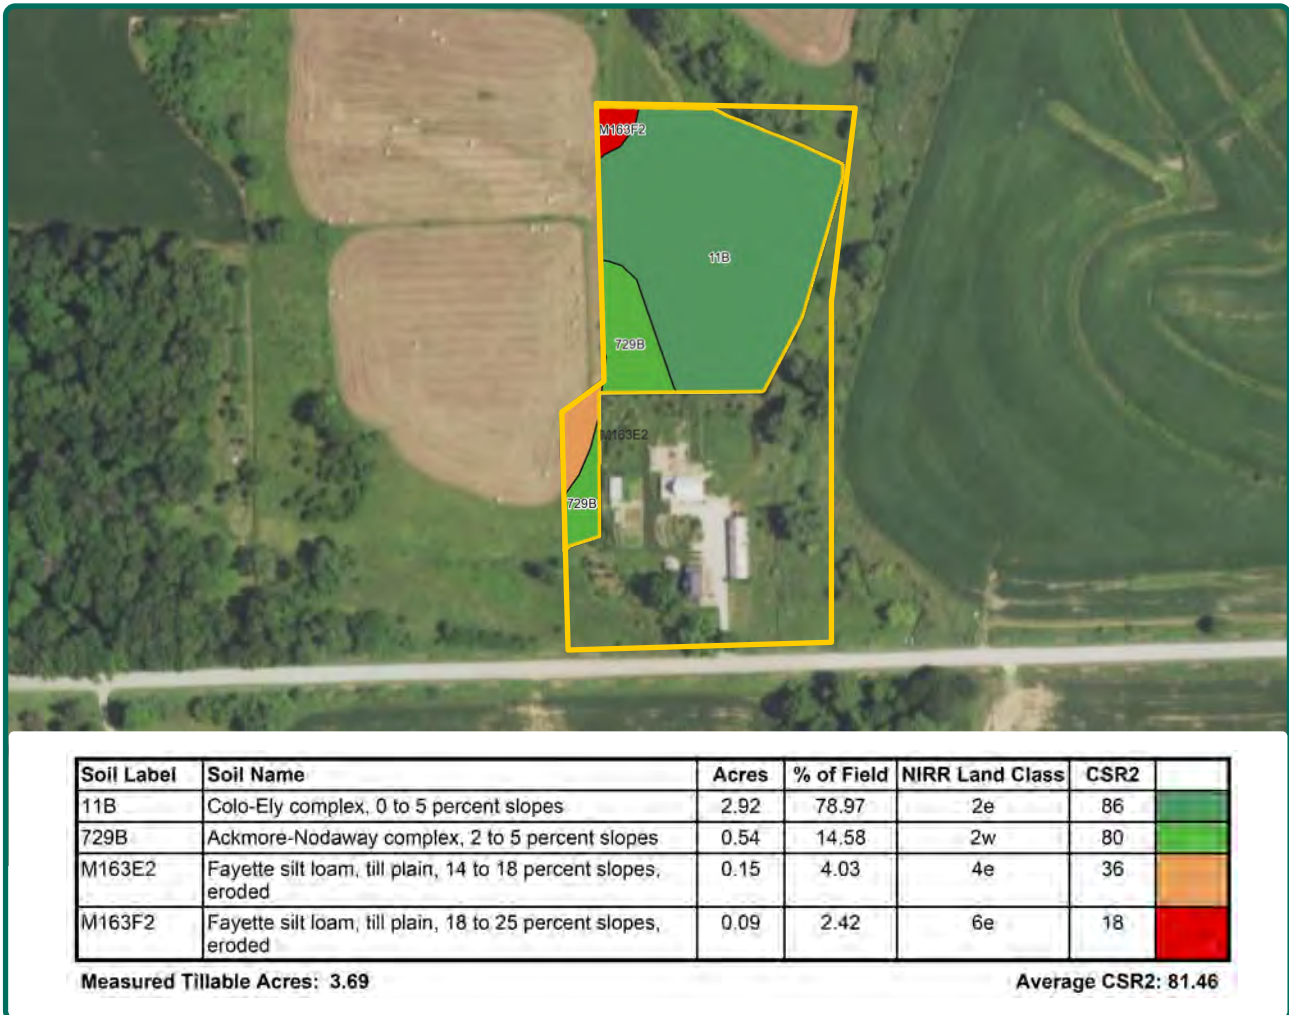 M163F2
11B
729B
M163E2
729B
Soil Label Soil Name Acres % of Field NIRR Land Class CSR2
11B Colo-Ely complex, 0 to 5 percent slopes 2.92 78.97 2e 86
729B Ackmore-Nodaway complex, 2 to 5 percent slopes 0.54 14.58 2w 80
M163E2 Fayette silt loam, till plain, 14 to 18 percent slopes, 0.15 4.03 4e 36
eroded
M163F2 Fayette silt loam, till plain, 18 to 25 percent slopes, 0.09 2.42 6e 18
eroded
Measured Tillable Acres: 3.69 Average CSR2: 81.46